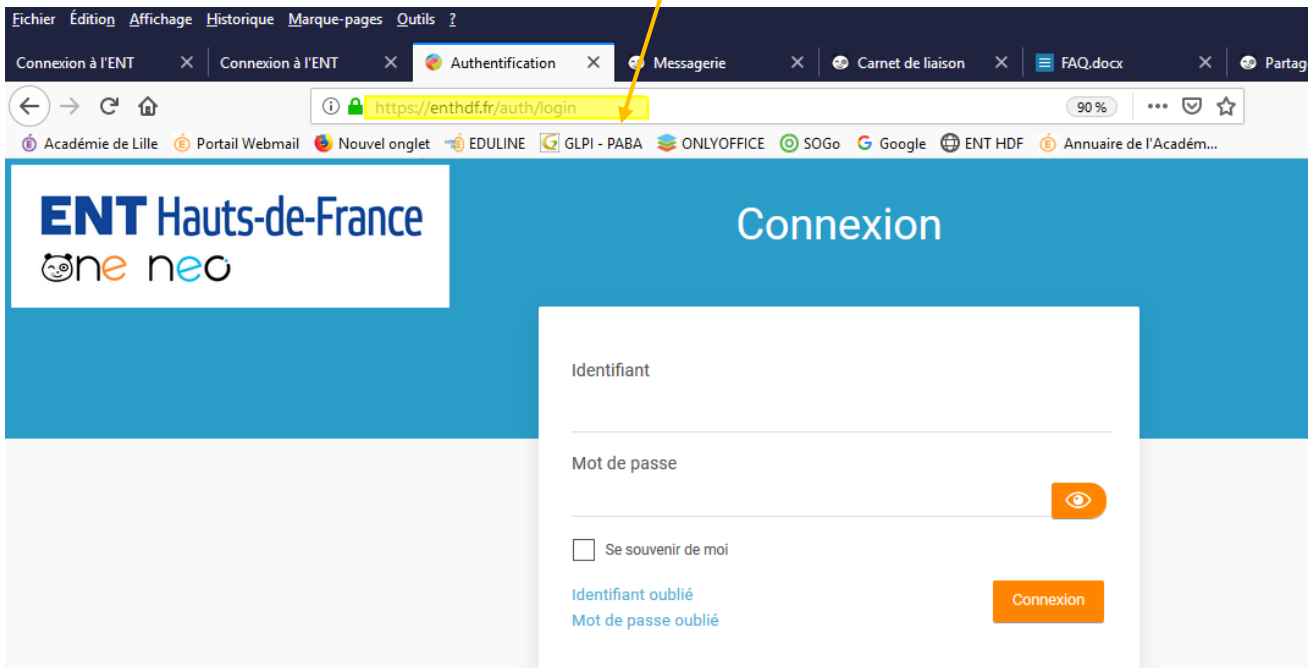 Fichier Édition Affichage Historique Marque-pages Outils ?
Connexion à l'ENT Connexion à l'ENT Authentification Messagerie Carnet de liaison FAQ.docx Partag
https://enthdf.fr/auth/login 90 %
Académie de Lille Portail Webmail Nouvel onglet EDULINE GLPI - PABA ONLYOFFICE SOGo Google ENT HDF Annuaire de l'Académ...
ENT Hauts-de-France
one neo
Connexion
Identifiant
Mot de passe
Se souvenir de moi
Identifiant oublié
Mot de passe oublié
Connexion